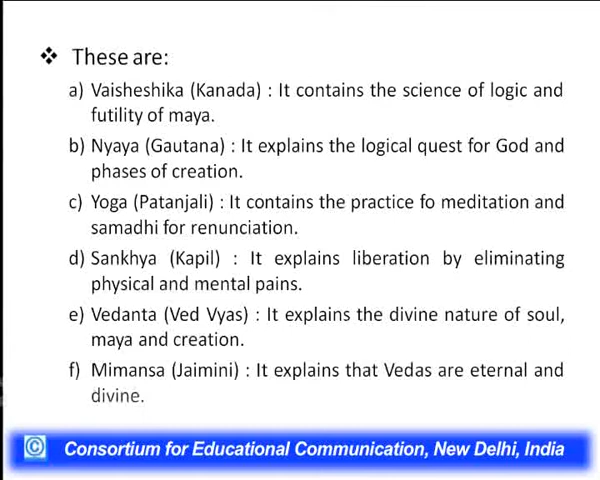 ❖ These are:
a) Vaisheshika (Kanada) : It contains the science of logic and
futility of maya.
b) Nyaya (Gautana) : It explains the logical quest for God and
phases of creation.
c) Yoga (Patanjali) : It contains the practice fo meditation and
samadhi for renunciation.
d) Sankhya (Kapil) : It explains liberation by eliminating
physical and mental pains.
e) Vedanta (Ved Vyas) : It explains the divine nature of soul,
maya and creation.
f) Mimansa (Jaimini) : It explains that Vedas are eternal and
divine.
© Consortium for Educational Communication, New Delhi, India